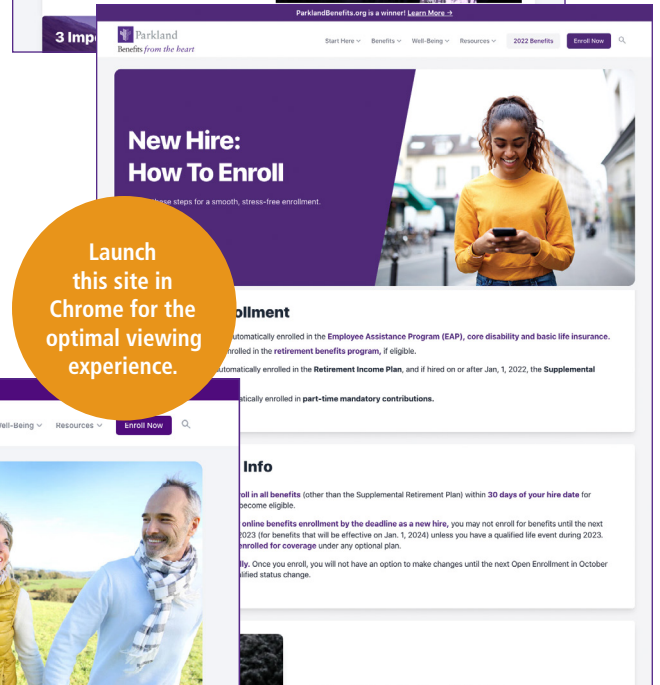 ParklandBenefits.org is a winner! Learn More →
3 Imp
Parkland
Benefits from the heart
Start Here Benefits Well-Being Resources 2022 Benefits Enroll Now
New Hire:
How To Enroll
these steps for a smooth, stress-free enrollment.
Launch
this site in
Chrome for the
optimal viewing
experience.
ollment
utomatically enrolled in the Employee Assistance Program (EAP), core disability and basic life insurance.
nrolled in the retirement benefits program, if eligible.
utomatically enrolled in the Retirement Income Plan, and if hired on or after Jan, 1, 2022, the Supplemental
atically enrolled in part-time mandatory contributions.
ell-Being Resources Enroll Now
Info
oll in all benefits (other than the Supplemental Retirement Plan) within 30 days of your hire date for
become eligible.
online benefits enrollment by the deadline as a new hire, you may not enroll for benefits until the next
2023 (for benefits that will be effective on Jan. 1, 2024) unless you have a qualified life event during 2023.
enrolled for coverage under any optional plan.
lly. Once you enroll, you will not have an option to make changes until the next Open Enrollment in October
lified status change.